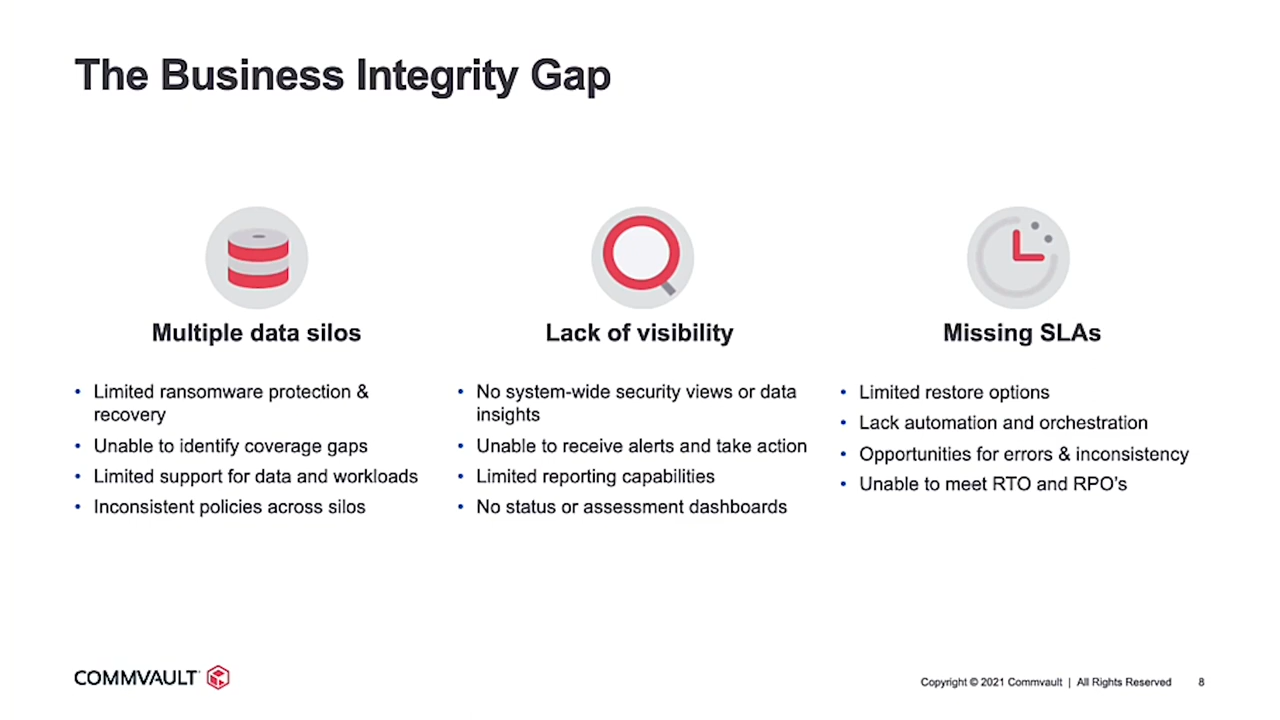 The Business Integrity Gap
Multiple data silos
• Limited ransomware protection &
recovery
• Unable to identify coverage gaps
• Limited support for data and workloads
• Inconsistent policies across silos
Lack of visibility
• No system-wide security views or data
insights
• Unable to receive alerts and take action
• Limited reporting capabilities
• No status or assessment dashboards
Missing SLAs
• Limited restore options
• Lack automation and orchestration
• Opportunities for errors & inconsistency
• Unable to meet RTO and RPO’s
COMMVAULT
Copyright © 2021 Commvault | All Rights Reserved 8